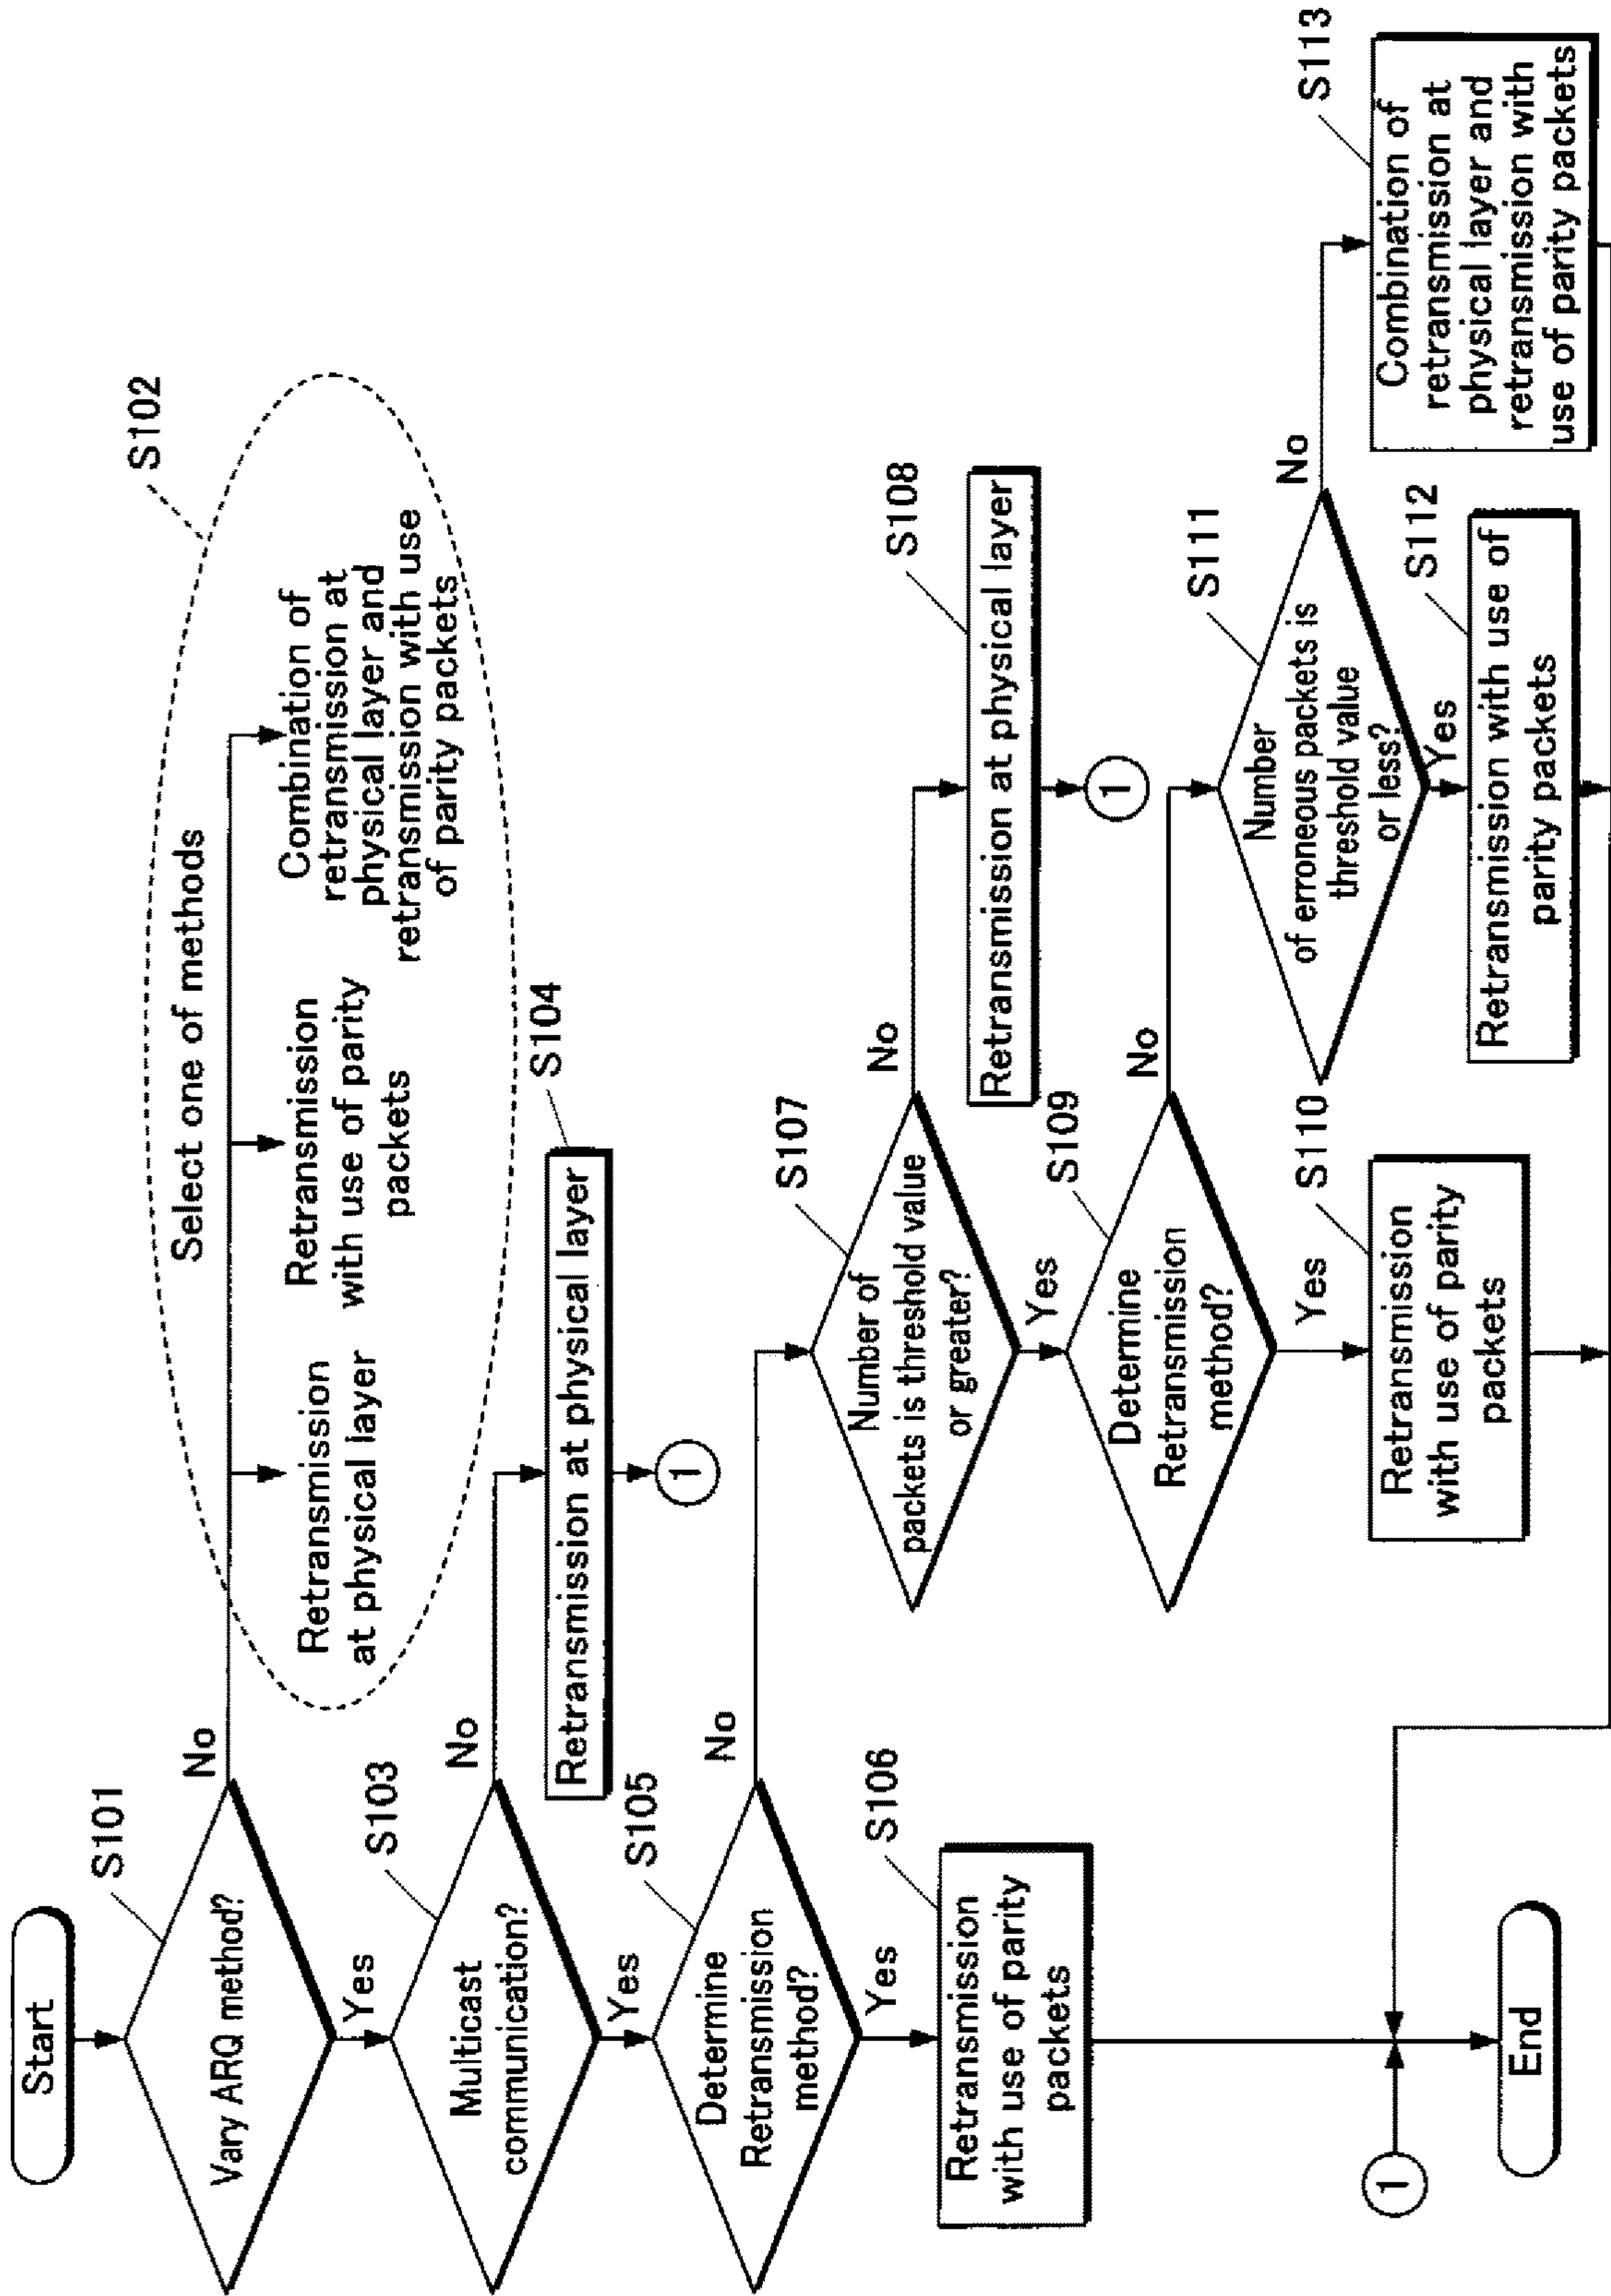 Start
S101
Vary ARQ method?
No
Yes
S102
Select one of methods
Retransmission
at physical layer
Retransmission
with use of parity
packets
Combination of
retransmission at
physical layer and
retransmission with use
of parity packets
S103
Multicast
communication?
No
Yes
S104
Retransmission at physical layer
1
S105
Determine
Retransmission
method?
No
Yes
S106
Retransmission
with use of parity
packets
S107
Number of
packets is threshold value
or greater?
No
Yes
S108
Retransmission at physical layer
1
S109
Determine
Retransmission
method?
No
Yes
S110
Retransmission
with use of parity
packets
S111
Number
of erroneous packets is
threshold value
or less?
No
Yes
S112
Retransmission with use of
parity packets
S113
Combination of
retransmission at
physical layer and
retransmission with
use of parity packets
1
End